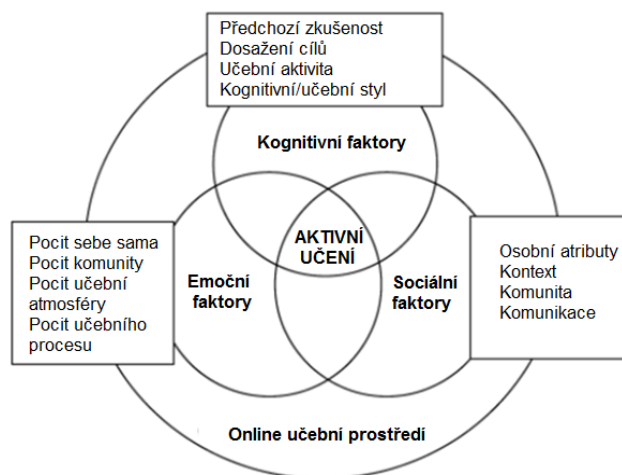 Předchozí zkušenost
Dosažení cílů
Učební aktivita
Kognitivní/učební styl
Kognitivní faktory
AKTIVNÍ
UČENÍ
Pocit sebe sama
Pocit komunity
Pocit učební
atmosféry
Pocit učebního
procesu
Emoční
faktory
Sociální
faktory
Osobní atributy
Kontext
Komunita
Komunikace
Online učební prostředí